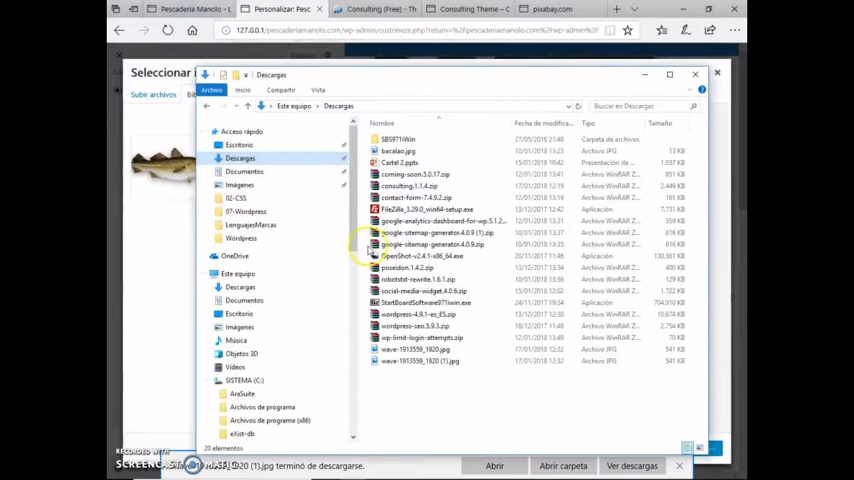 Pescadería Manolo - L
Personalizar: Pesc
Consulting (Free) - Th
Consulting Theme – C
pixabay.com
127.0.0.1/pescaderiamanolo.com/wp-admin/customize.php?return=%2Fpescaderiamanolo.com%2Fwp-admin%2F
Seleccionar i
Subir archivos
Descargas
Archivo
Inicio
Compartir
Vista
Este equipo
Descargas
Buscar en Descargas
Nombre
Fecha de modifica...
Tipo
Tamaño
Acceso rápido
Escritorio
Descargas
Documentos
Imágenes
02-CSS
07-Wordpress
LenguajesMarcas
Wordpress
OneDrive
Este equipo
Descargas
Documentos
Escritorio
Imágenes
Música
Objetos 3D
Vídeos
SISTEMA (C:)
AraSuite
Archivos de programa
Archivos de programa (x86)
eXist-db
SBS971iWin 27/05/2018 21:48 Carpeta de archivos
bacalao.jpg 10/01/2018 13:23 Archivo JPG 13 KB
Cartel 2.pptx 15/01/2018 10:42 Presentación de ... 1.037 KB
coming-soon.5.0.17.zip 10/01/2018 13:35 Archivo WinRAR Z... 851 KB
consulting.1.1.4.zip 17/01/2018 12:19 Archivo WinRAR Z... 2.449 KB
contact-form-7.4.9.2.zip 15/01/2018 12:19 Archivo WinRAR Z... 161 KB
FileZilla_3.29.0_win64-setup.exe 13/12/2017 12:42 Aplicación 7.731 KB
google-analytics-dashboard-for-wp.5.1.2... 12/01/2018 13:31 Archivo WinRAR Z... 359 KB
google-sitemap-generator.4.0.9 (1).zip 10/01/2018 13:37 Archivo WinRAR Z... 616 KB
google-sitemap-generator.4.0.9.zip 10/01/2018 13:35 Archivo WinRAR Z... 616 KB
OpenShot-v2.4.1-x86_64.exe 20/11/2017 11:46 Aplicación 130.581 KB
poseidon.1.4.2.zip 13/12/2017 13:34 Archivo WinRAR Z... 400 KB
robotstxt-rewrite.1.6.1.zip 10/01/2018 13:37 Archivo WinRAR Z... 579 KB
social-media-widget.4.0.6.zip 15/01/2018 12:29 Archivo WinRAR Z... 1.722 KB
StartBoardSoftware971iwin.exe 24/11/2017 19:34 Aplicación 704.910 KB
wordpress-4.9.1-es_ES.zip 13/12/2017 12:30 Archivo WinRAR Z... 10.674 KB
wordpress-seo.5.9.3.zip 15/01/2018 11:48 Archivo WinRAR Z... 2.754 KB
wp-limit-login-attempts.zip 12/01/2018 13:49 Archivo WinRAR Z... 70 KB
wave-1913559_1920.jpg 17/01/2018 12:32 Archivo JPG 541 KB
wave-1913559_1920 (1).jpg 17/01/2018 12:32 Archivo JPG 541 KB
20 elementos
RECORDED WITH
SCREENCAST MATIC
1920 (1).jpg terminó de descargarse.
Abrir
Abrir carpeta
Ver descargas